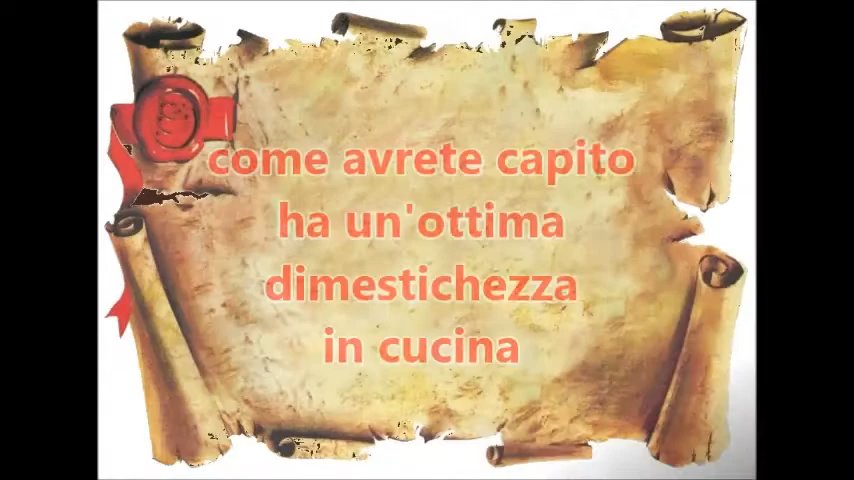 come avrete capito
ha un'ottima
dimestichezza
in cucina